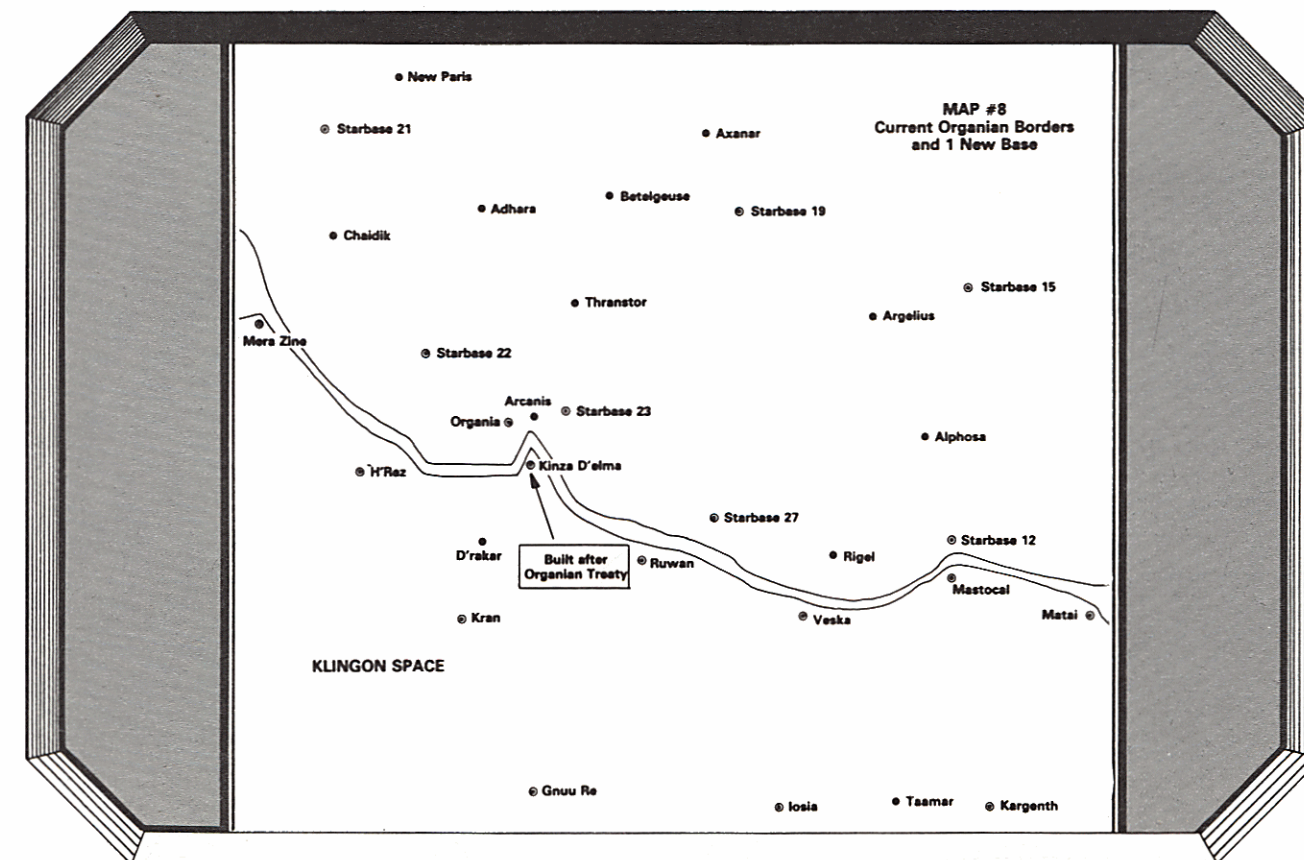 New Paris
MAP #8
Current Organian Borders
and 1 New Base
Starbase 21
Axanar
Betelgeuse
Adhara
Starbase 19
Chaidik
Starbase 15
Thranstor
Argelius
Mera Zine
Starbase 22
Arcanis
Starbase 23
Organia
Alphosa
H'Rez
Kinza D'elma
Starbase 27
Starbase 12
D'rakar
Built after
Organian Treaty
Ruwan
Rigel
Mastocal
Kran
Veska
Matai
KLINGON SPACE
Gnuu Re
Iosia
Taamar
Kargenth